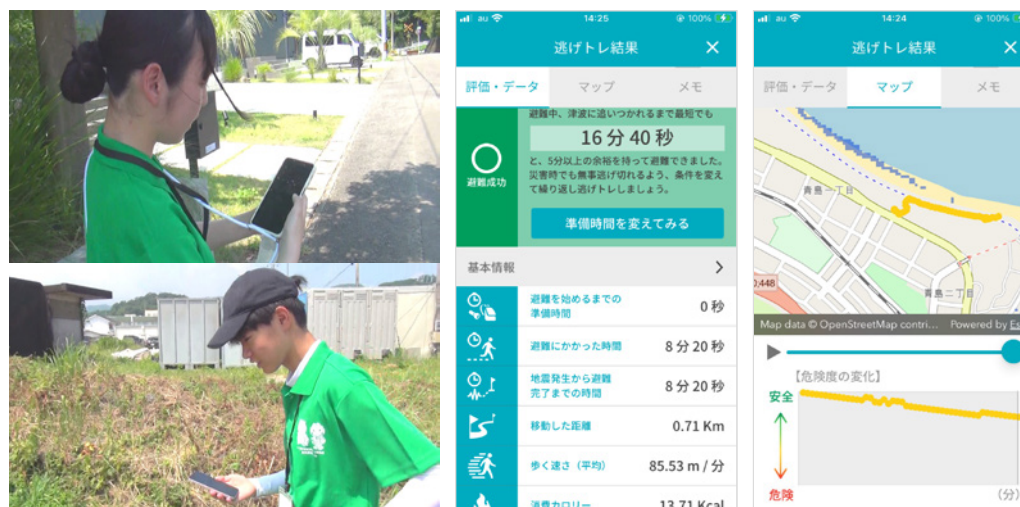 au 14:25 100%
逃げトレ結果 ×
評価・データ マップ メモ
避難中、津波に追いつかれるまで最短でも
16 分 40 秒
と、5分以上の余裕を持って避難できました。
災害時でも無事逃げ切れるよう、条件を変え
て繰り返し逃げトレしましょう。
避難成功
準備時間を変えてみる
基本情報
避難を始めるまでの
準備時間 0 秒
避難にかかった時間 8 分 20 秒
地震発生から避難
完了までの時間 8 分 20 秒
移動した距離 0.71 Km
歩く速さ（平均） 85.53 m / 分
消費カロリー 13.71 Kcal
au 14:24 100%
逃げトレ結果 ×
評価・データ マップ メモ
青島一丁目
青島二丁目
0,448
Map data © OpenStreetMap contri... Powered by Es
【危険度の変化】
安全
危険
(分)